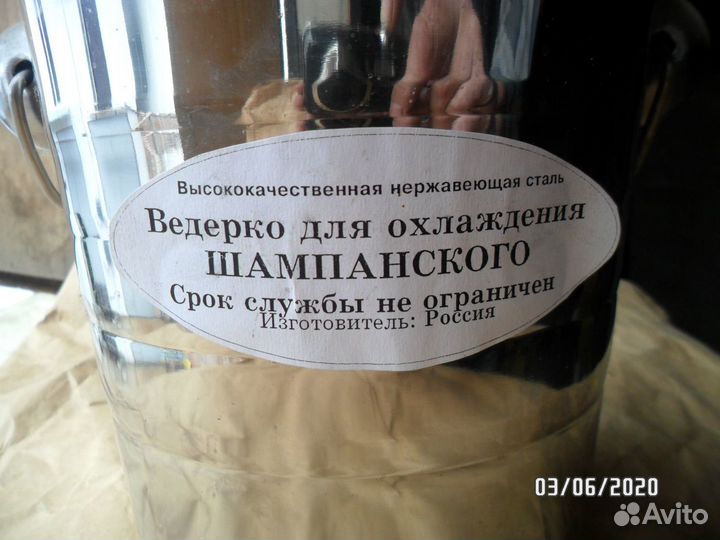 Высококачественная нержавеющая сталь
Ведерко для охлаждения
ШАМПАНСКОГО
Срок службы не ограничен
Изготовитель: Россия
03/06/2020
Avito